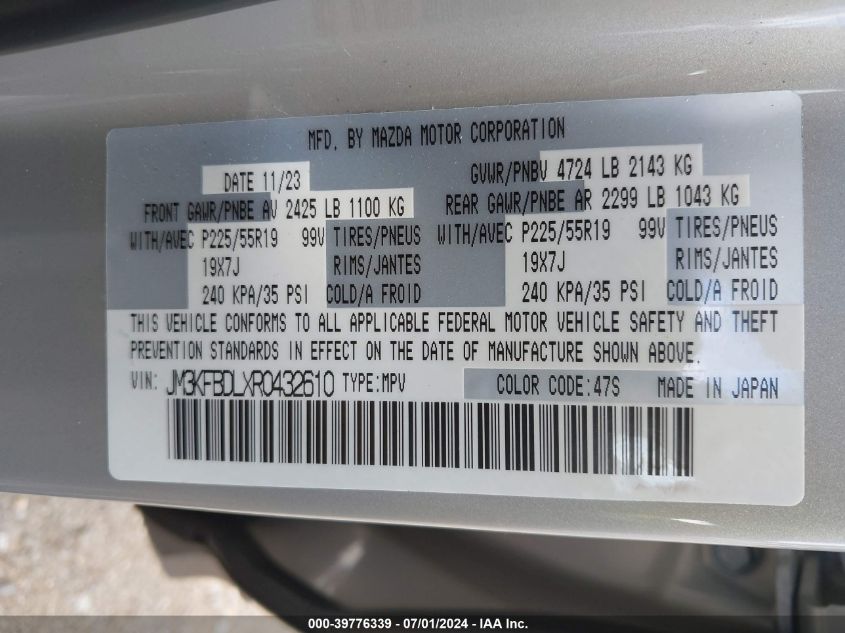 MFD. BY MAZDA MOTOR CORPORATION
DATE 11/23 GVWR/PNBV 4724 LB 2143 KG
FRONT GAWR/PNBE AV 2425 LB 1100 KG REAR GAWR/PNBE AR 2299 LB 1043 KG
WITH/AVEC P225/55R19 99V TIRES/PNEUS WITH/AVEC P225/55R19 99V TIRES/PNEUS
19X7J RIMS/JANTES 19X7J RIMS/JANTES
240 KPA/35 PSI COLD/A FROID 240 KPA/35 PSI COLD/A FROID
THIS VEHICLE CONFORMS TO ALL APPLICABLE FEDERAL MOTOR VEHICLE SAFETY AND THEFT
PREVENTION STANDARDS IN EFFECT ON THE DATE OF MANUFACTURE SHOWN ABOVE.
VIN: JM3KFBDLXR0432610 TYPE:MPV COLOR CODE:47S MADE IN JAPAN
000-39776339 / 07/01/2024 - IAA Inc.